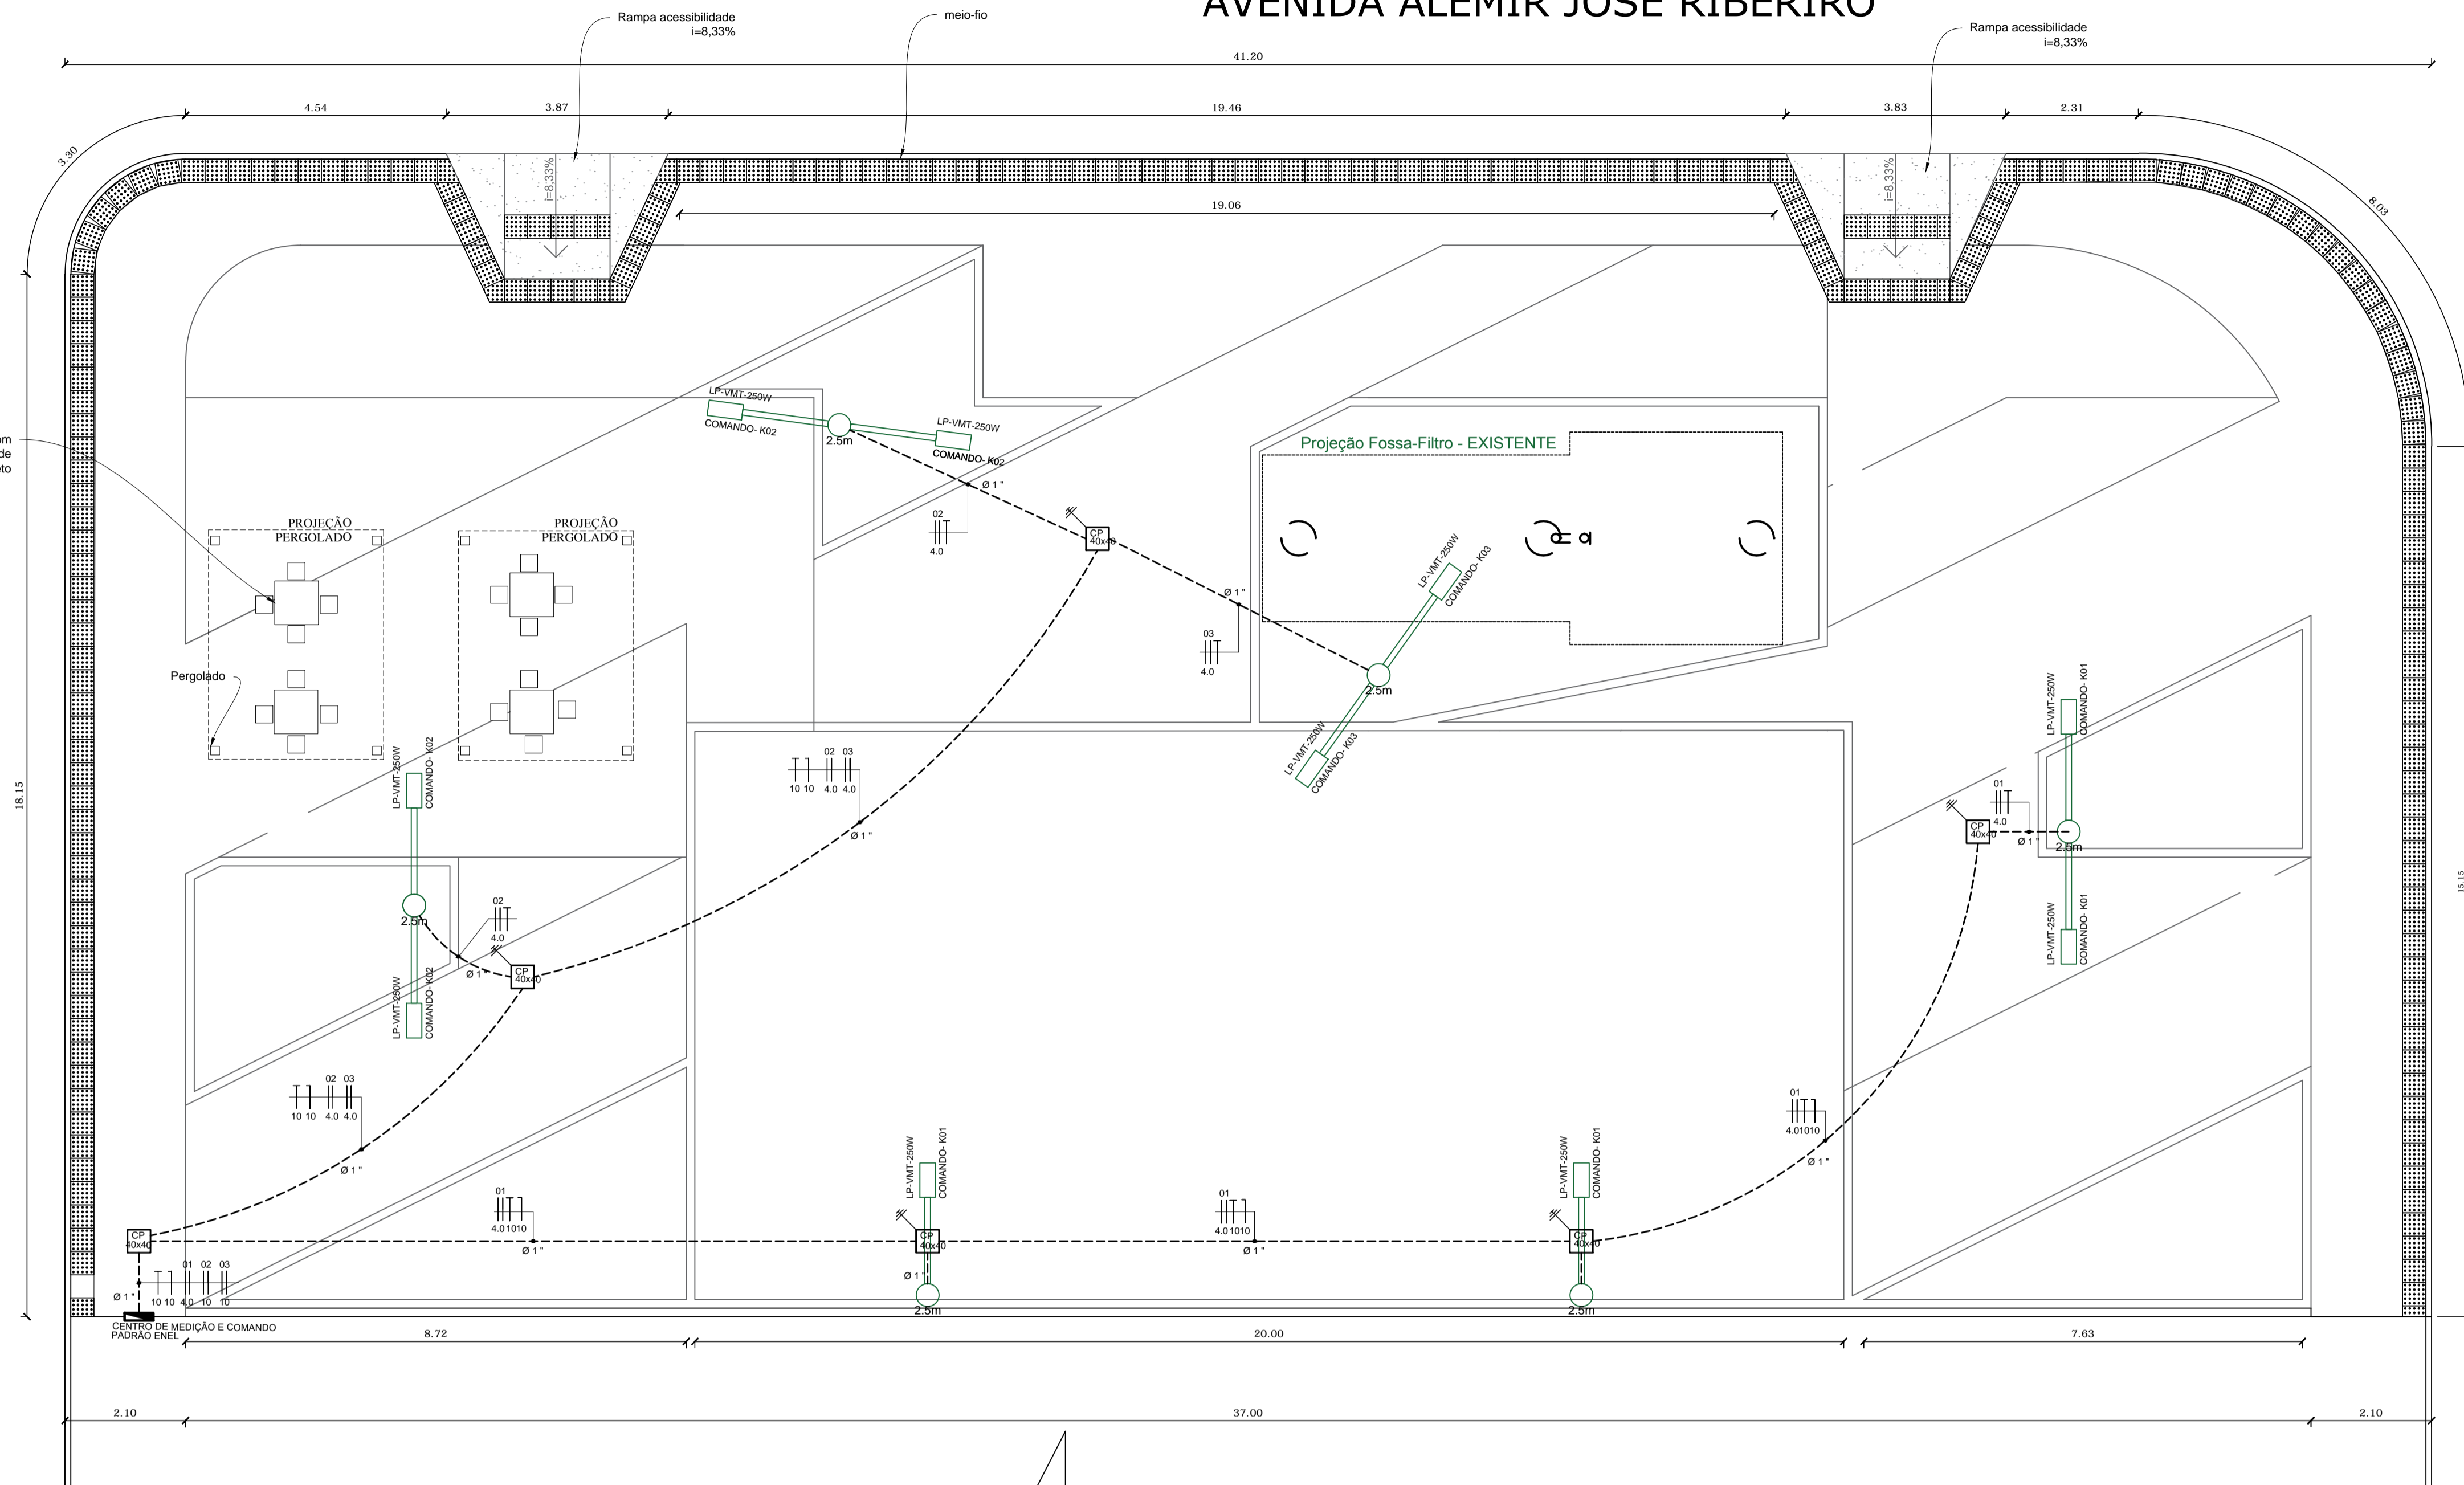 AVENIDA ALEMIR JOSÉ RIBERIRO
Rampa acessibilidade
i=8,33%
meio-fio
Rampa acessibilidade
i=8,33%
41.20
4.54
3.87
19.46
3.83
2.31
3.30
8.03
i=8,33%
i=8,33%
19.06
LP-VMT-250W
COMANDO- K02
2.5m
LP-VMT-250W
COMANDO- K02
Projeção Fossa-Filtro - EXISTENTE
om
de
eto
Ø 1 "
02
4.0
CP
40x40
PROJEÇÃO
PERGOLADO
PROJEÇÃO
PERGOLADO
LP-VMT-250W
COMANDO- K03
Ø 1 "
03
4.0
Pergolado
2.5m
LP-VMT-250W
COMANDO- K03
LP-VMT-250W
COMANDO- K01
LP-VMT-250W
COMANDO- K02
02 03
10 10 4.0 4.0
Ø 1 "
18.15
01
4.0
CP
40x40
Ø 1 "
2.5m
15.15
02
4.0
2.5m
Ø 1 "
CP
40x40
LP-VMT-250W
COMANDO- K02
LP-VMT-250W
COMANDO- K01
02 03
10 10 4.0 4.0
Ø 1 "
01
4.01010
Ø 1 "
LP-VMT-250W
COMANDO- K01
LP-VMT-250W
COMANDO- K01
01
4.01010
Ø 1 "
01
4.01010
Ø 1 "
CP
40x40
CP
40x40
CP
40x40
01 02 03
10 10 4.0 10 10
Ø 1 "
Ø 1 "
2.5m
2.5m
CENTRO DE MEDIÇÃO E COMANDO
PADRÃO ENEL
8.72
20.00
7.63
2.10
37.00
2.10